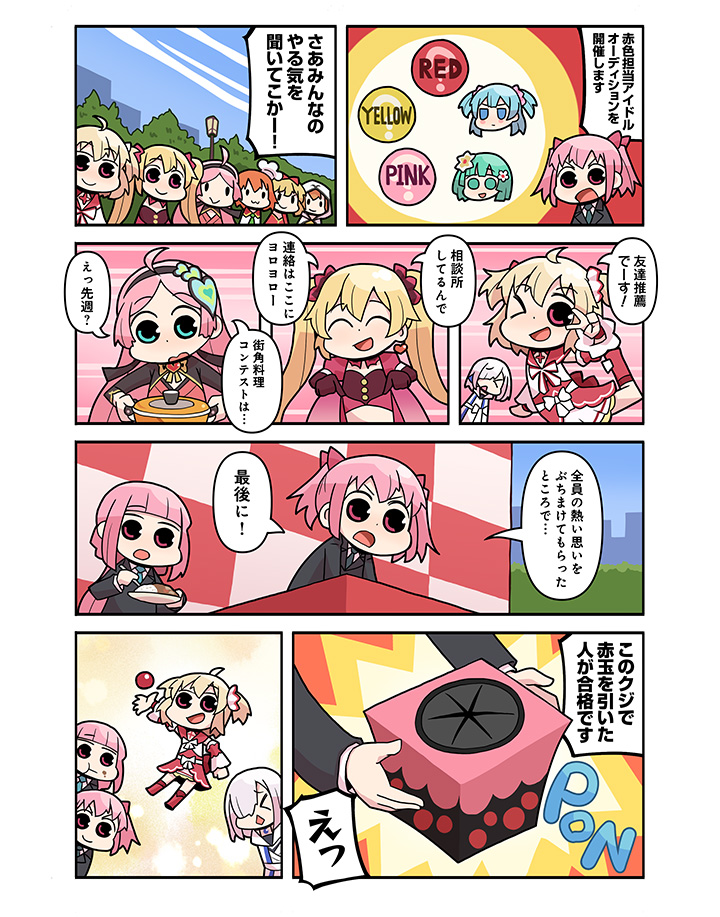 赤色担当アイドル
オーディションを
開催します
RED
YELLOW
PINK
さあみんなの
やる気を
聞いてこかー！
友達推薦
でーす！
相談所
してるんで
連絡はここに
ヨロヨロー
街角料理
コンテストは…
えっ先週？
全員の熱い思いを
ぶちまけてもらった
ところで…
最後に！
このクジで
赤玉を引いた
人が合格です
PON
えっ